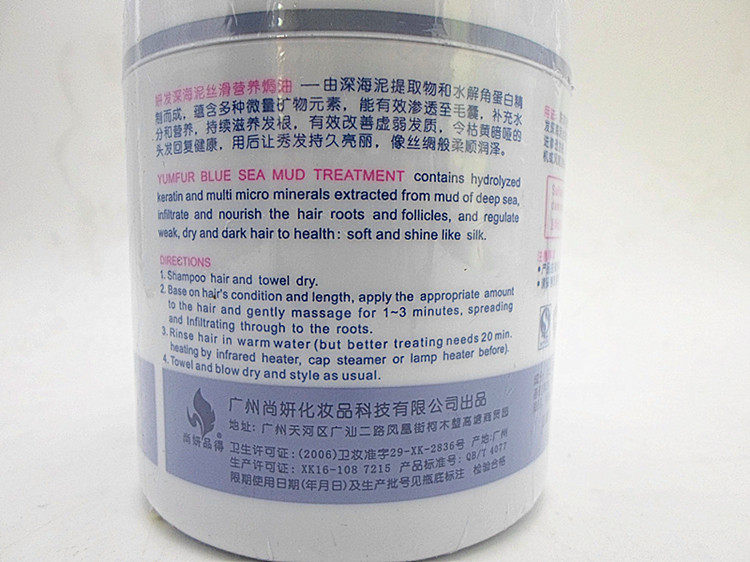 研发深海泥丝滑营养焗油 一 由深海泥提取物和水解角蛋白精
剂而成，蕴含多种微量矿物元素，能有效渗透至毛囊，补充水
分和营养，持续滋养发根，有效改善虚弱发质，令枯黄暗哑的
头发回复健康，用后让秀发持久亮丽，像丝绸般柔顺润泽。
YUMFUR BLUE SEA MUD TREATMENT contains hydrolyzed
keratin and multi micro minerals extracted from mud of deep sea,
infiltrate and nourish the hair roots and follicles, and regulate
weak, dry and dark hair to health: soft and shine like silk.
DIRECTIONS
1. Shampoo hair and towel dry.
2. Base on hair's condition and length, apply the appropriate amount
to the hair and gently massage for 1~3 minutes, spreading
and Infiltrating through to the roots.
3. Rinse hair in warm water (but better treating needs 20 min.
heating by infrared heater, cap steamer or lamp heater before).
4. Towel and blow dry and style as usual.
尚妍品得
广州尚妍化妆品科技有限公司出品
地址: 广州天河区广汕二路凤凰街柯木塱高塘商贸园
卫生许可证: (2006)卫妆准字29-XK-2836号 产地:广州
生产许可证: XK16-108 7215 产品标准号: QB/T 4077
限期使用日期(年月日)及生产批号见瓶底标注 检验合格